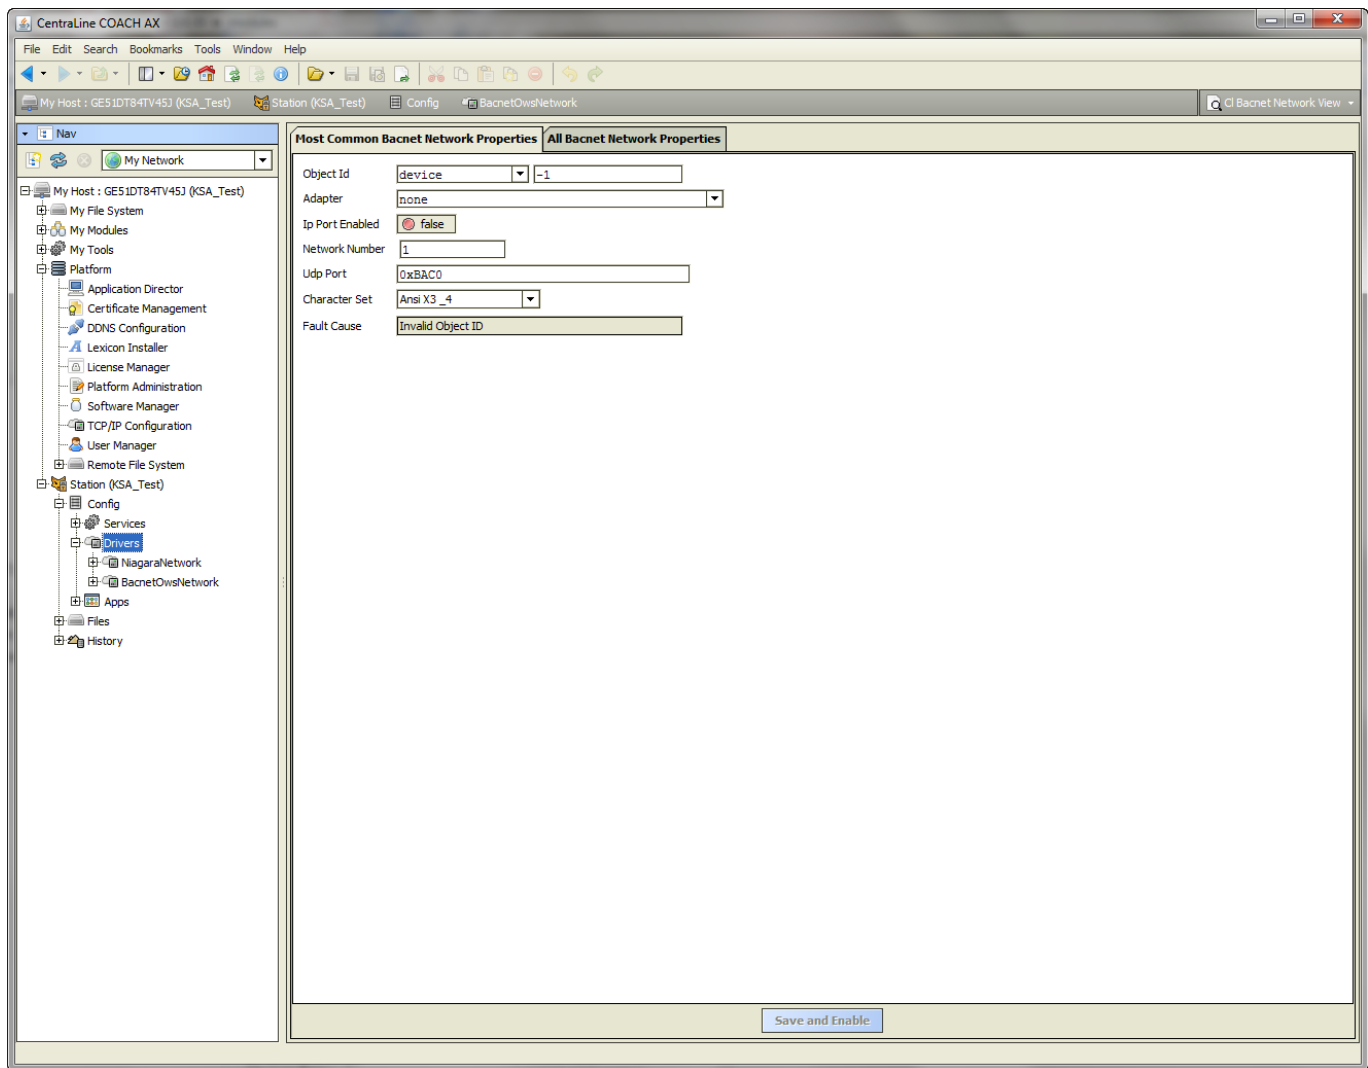 CentraLine COACH AX
File Edit Search Bookmarks Tools Window Help
My Host : GE51DT84TV45J (KSA_Test) Station (KSA_Test) Config BacnetOwsNetwork Cl Bacnet Network View
Nav
My Network
My Host : GE51DT84TV45J (KSA_Test)
My File System
My Modules
My Tools
Platform
Application Director
Certificate Management
DDNS Configuration
Lexicon Installer
License Manager
Platform Administration
Software Manager
TCP/IP Configuration
User Manager
Remote File System
Station (KSA_Test)
Config
Services
Drivers
NiagaraNetwork
BacnetOwsNetwork
Apps
Files
History
Most Common Bacnet Network Properties All Bacnet Network Properties
Object Id device -1
Adapter none
Ip Port Enabled false
Network Number 1
Udp Port 0xBAC0
Character Set Ansi X3 _4
Fault Cause Invalid Object ID
Save and Enable